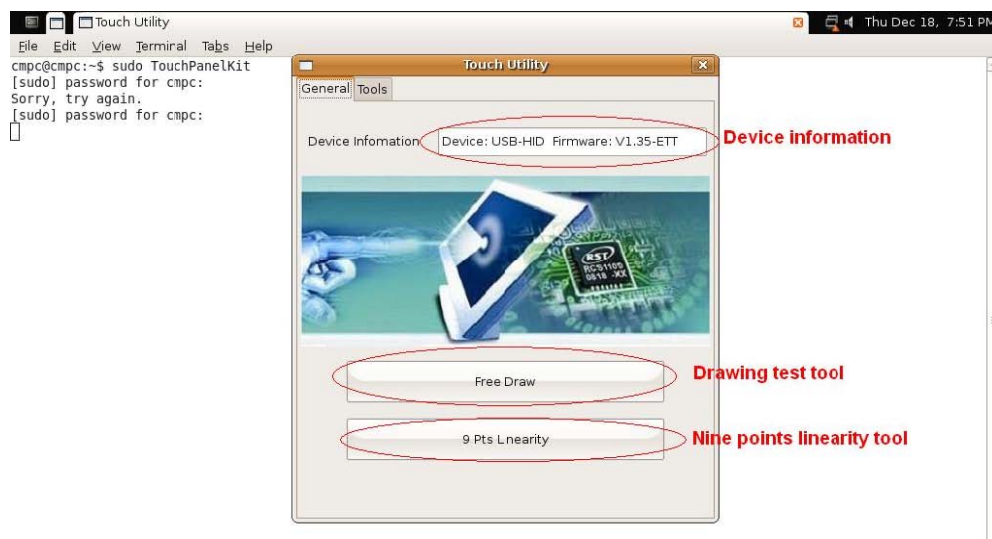 Touch Utility
Thu Dec 18, 7:51 PM
File Edit View Terminal Tabs Help
cmpc@cmpc:~$ sudo TouchPanelKit
[sudo] password for cmpc:
Sorry, try again.
[sudo] password for cmpc:
Touch Utility
General Tools
Device Infomation
Device: USB-HID Firmware: V1.35-ETT
Device information
RST
RCS1100
0818 -XX
Free Draw
Drawing test tool
9 Pts Lnearity
Nine points linearity tool